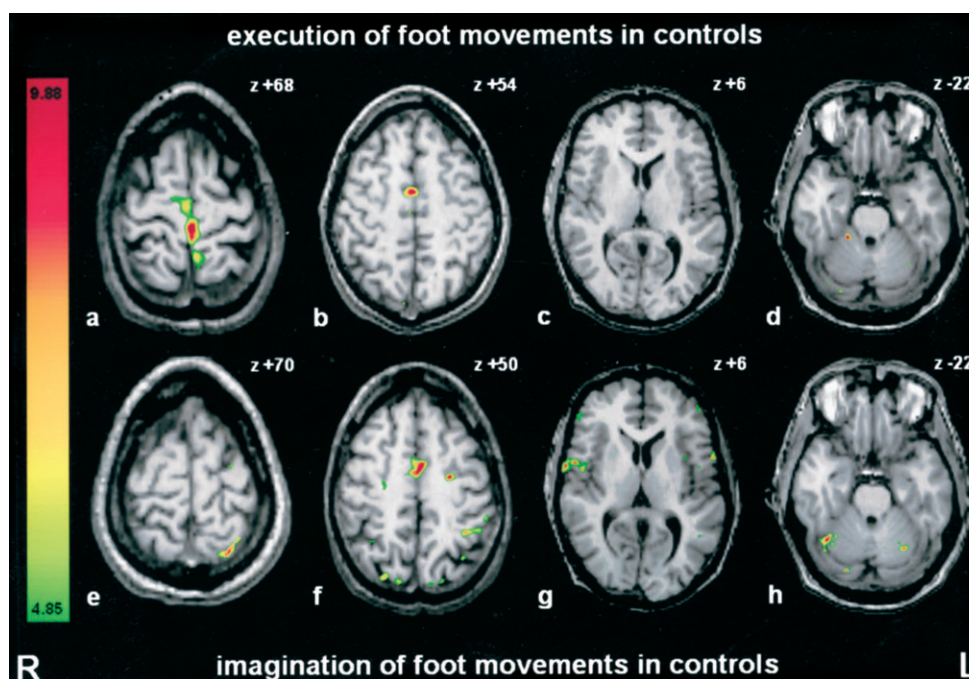 execution of foot movements in controls
9.88
z +68
z +54
z +6
z -22
a
b
c
d
z +70
z +50
z +6
z -22
e
f
g
h
4.85
R
imagination of foot movements in controls
L